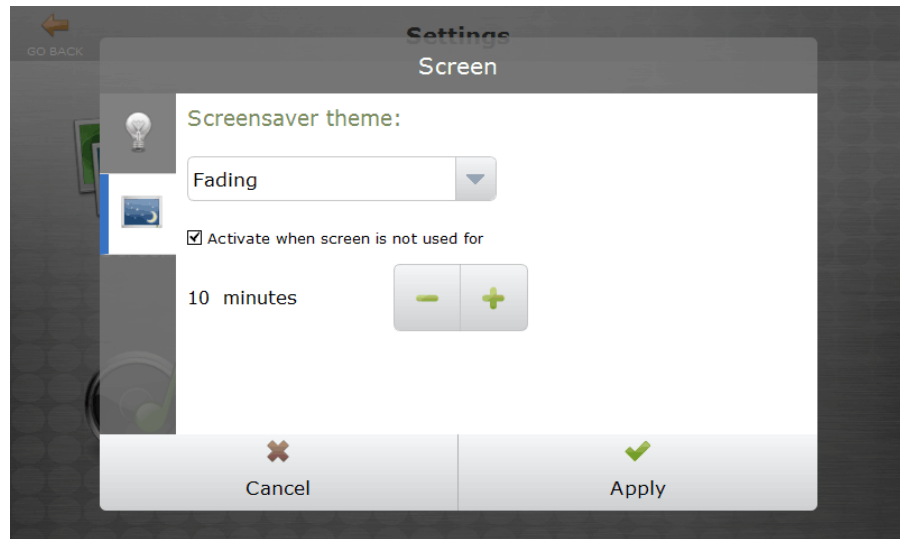 Settings
GO BACK
Screen
Screensaver theme:
Fading
Activate when screen is not used for
10 minutes
Cancel
Apply